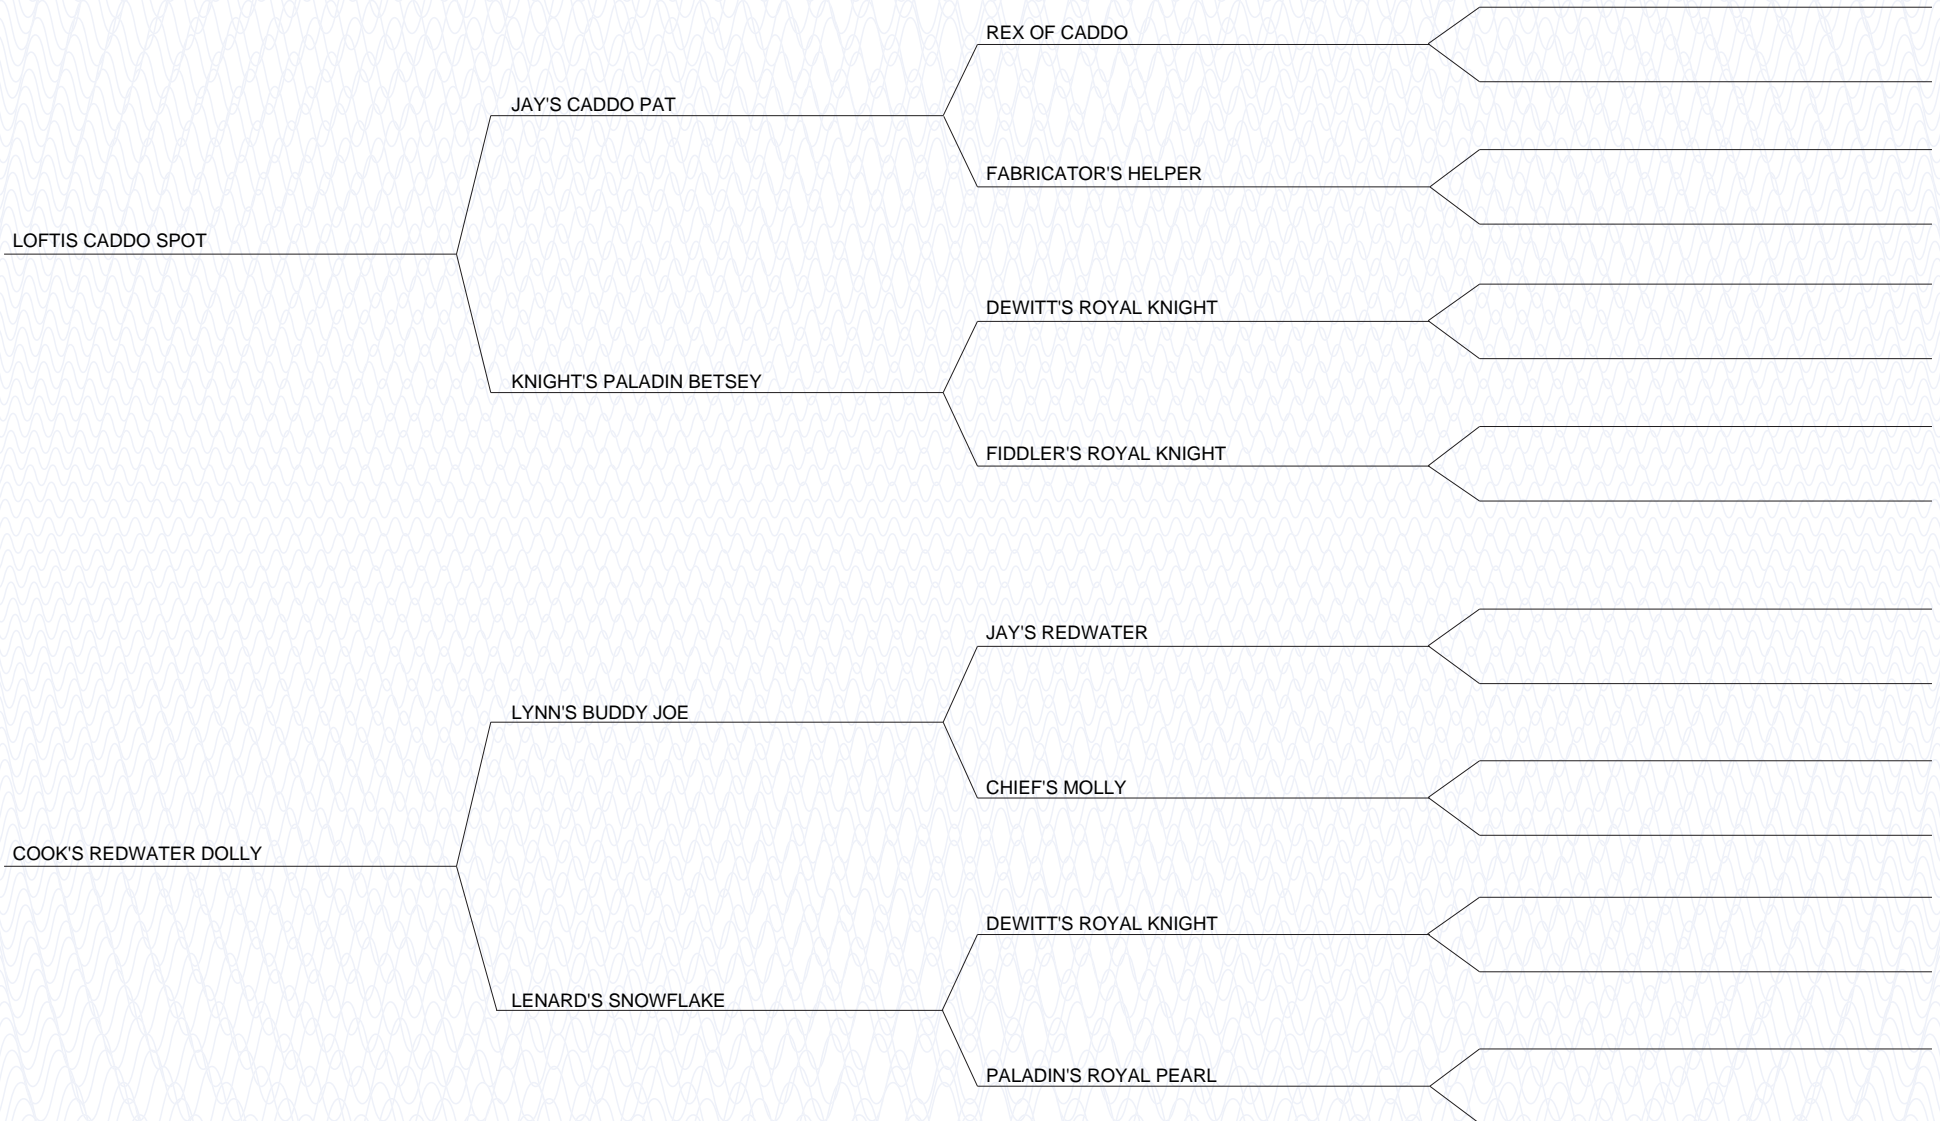 REX OF CADDO
JAY'S CADDO PAT
FABRICATOR'S HELPER
LOFTIS CADDO SPOT
DEWITT'S ROYAL KNIGHT
KNIGHT'S PALADIN BETSEY
FIDDLER'S ROYAL KNIGHT
JAY'S REDWATER
LYNN'S BUDDY JOE
CHIEF'S MOLLY
COOK'S REDWATER DOLLY
DEWITT'S ROYAL KNIGHT
LENARD'S SNOWFLAKE
PALADIN'S ROYAL PEARL